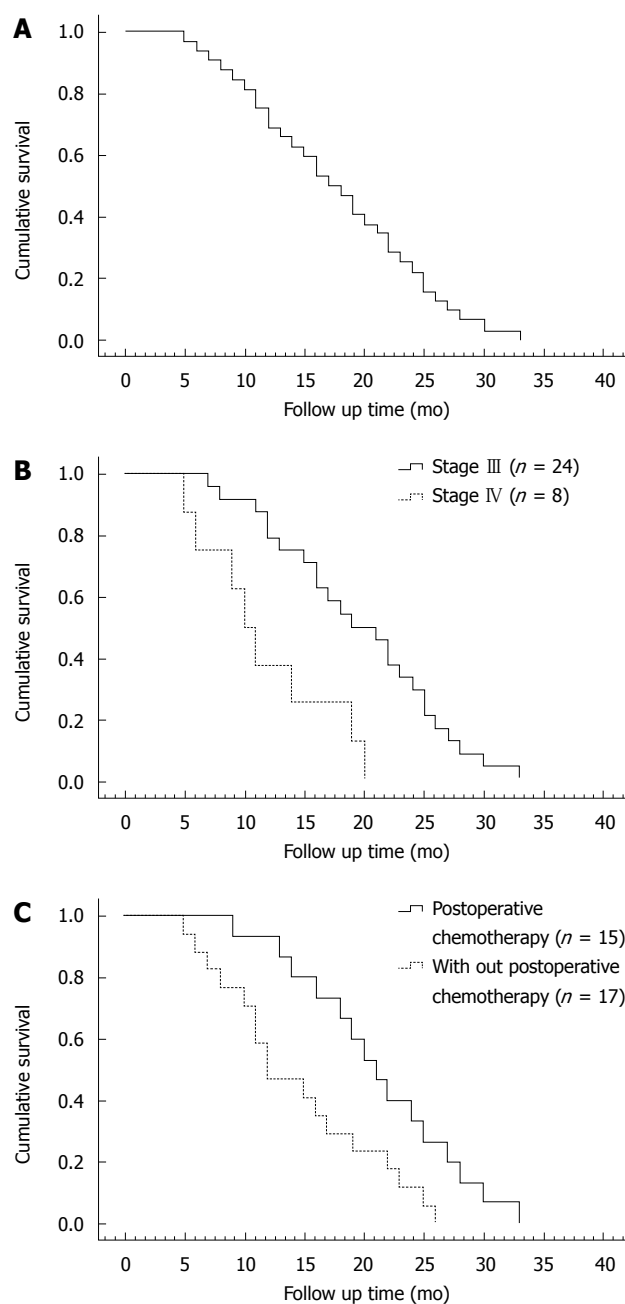 A
1.0
0.8
0.6
0.4
0.2
0.0
Cumulative survival
0 5 10 15 20 25 30 35 40
Follow up time (mo)
B
Stage Ⅲ (n = 24)
Stage Ⅳ (n = 8)
1.0
0.8
0.6
0.4
0.2
0.0
Cumulative survival
0 5 10 15 20 25 30 35 40
Follow up time (mo)
C
Postoperative
chemotherapy (n = 15)
With out postoperative
chemotherapy (n = 17)
1.0
0.8
0.6
0.4
0.2
0.0
Cumulative survival
0 5 10 15 20 25 30 35 40
Follow up time (mo)